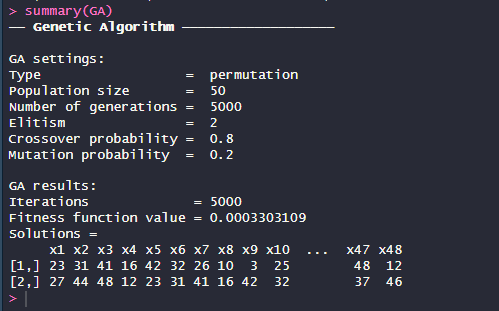 > summary(GA)
── Genetic Algorithm ───────────────────
GA settings:
Type                  =  permutation
Population size       =  50
Number of generations =  5000
Elitism               =  2
Crossover probability =  0.8
Mutation probability  =  0.2
GA results:
Iterations             = 5000
Fitness function value = 0.0003303109
Solutions =
     x1 x2 x3 x4 x5 x6 x7 x8 x9 x10  ...  x47 x48
[1,] 23 31 41 16 42 32 26 10  3  25        48  12
[2,] 27 44 48 12 23 31 41 16 42  32        37  46
>